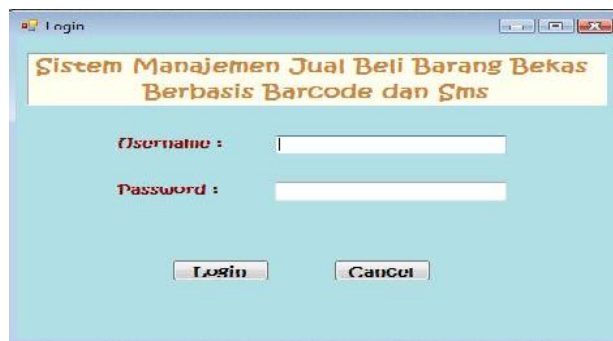 Login
Sistem Manajemen Jual Beli Barang Bekas
Berbasis Barcode dan Sms
Username :
Password :
Login Cancel